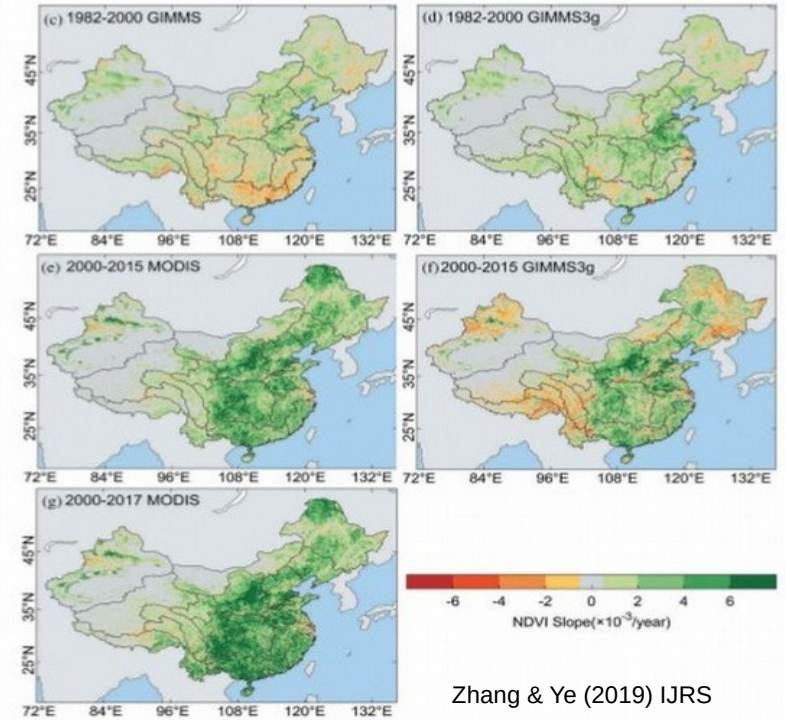 (c) 1982-2000 GIMMS
(d) 1982-2000 GIMMS3g
45°N
35°N
25°N
45°N
35°N
25°N
72°E 84°E 96°E 108°E 120°E 132°E
72°E 84°E 96°E 108°E 120°E 132°E
(e) 2000-2015 MODIS
(f) 2000-2015 GIMMS3g
45°N
35°N
25°N
45°N
35°N
25°N
72°E 84°E 96°E 108°E 120°E 132°E
72°E 84°E 96°E 108°E 120°E 132°E
(g) 2000-2017 MODIS
45°N
35°N
25°N
72°E 84°E 96°E 108°E 120°E 132°E
-6 -4 -2 0 2 4 6
NDVI Slope(×10⁻³/year)
Zhang & Ye (2019) IJRS